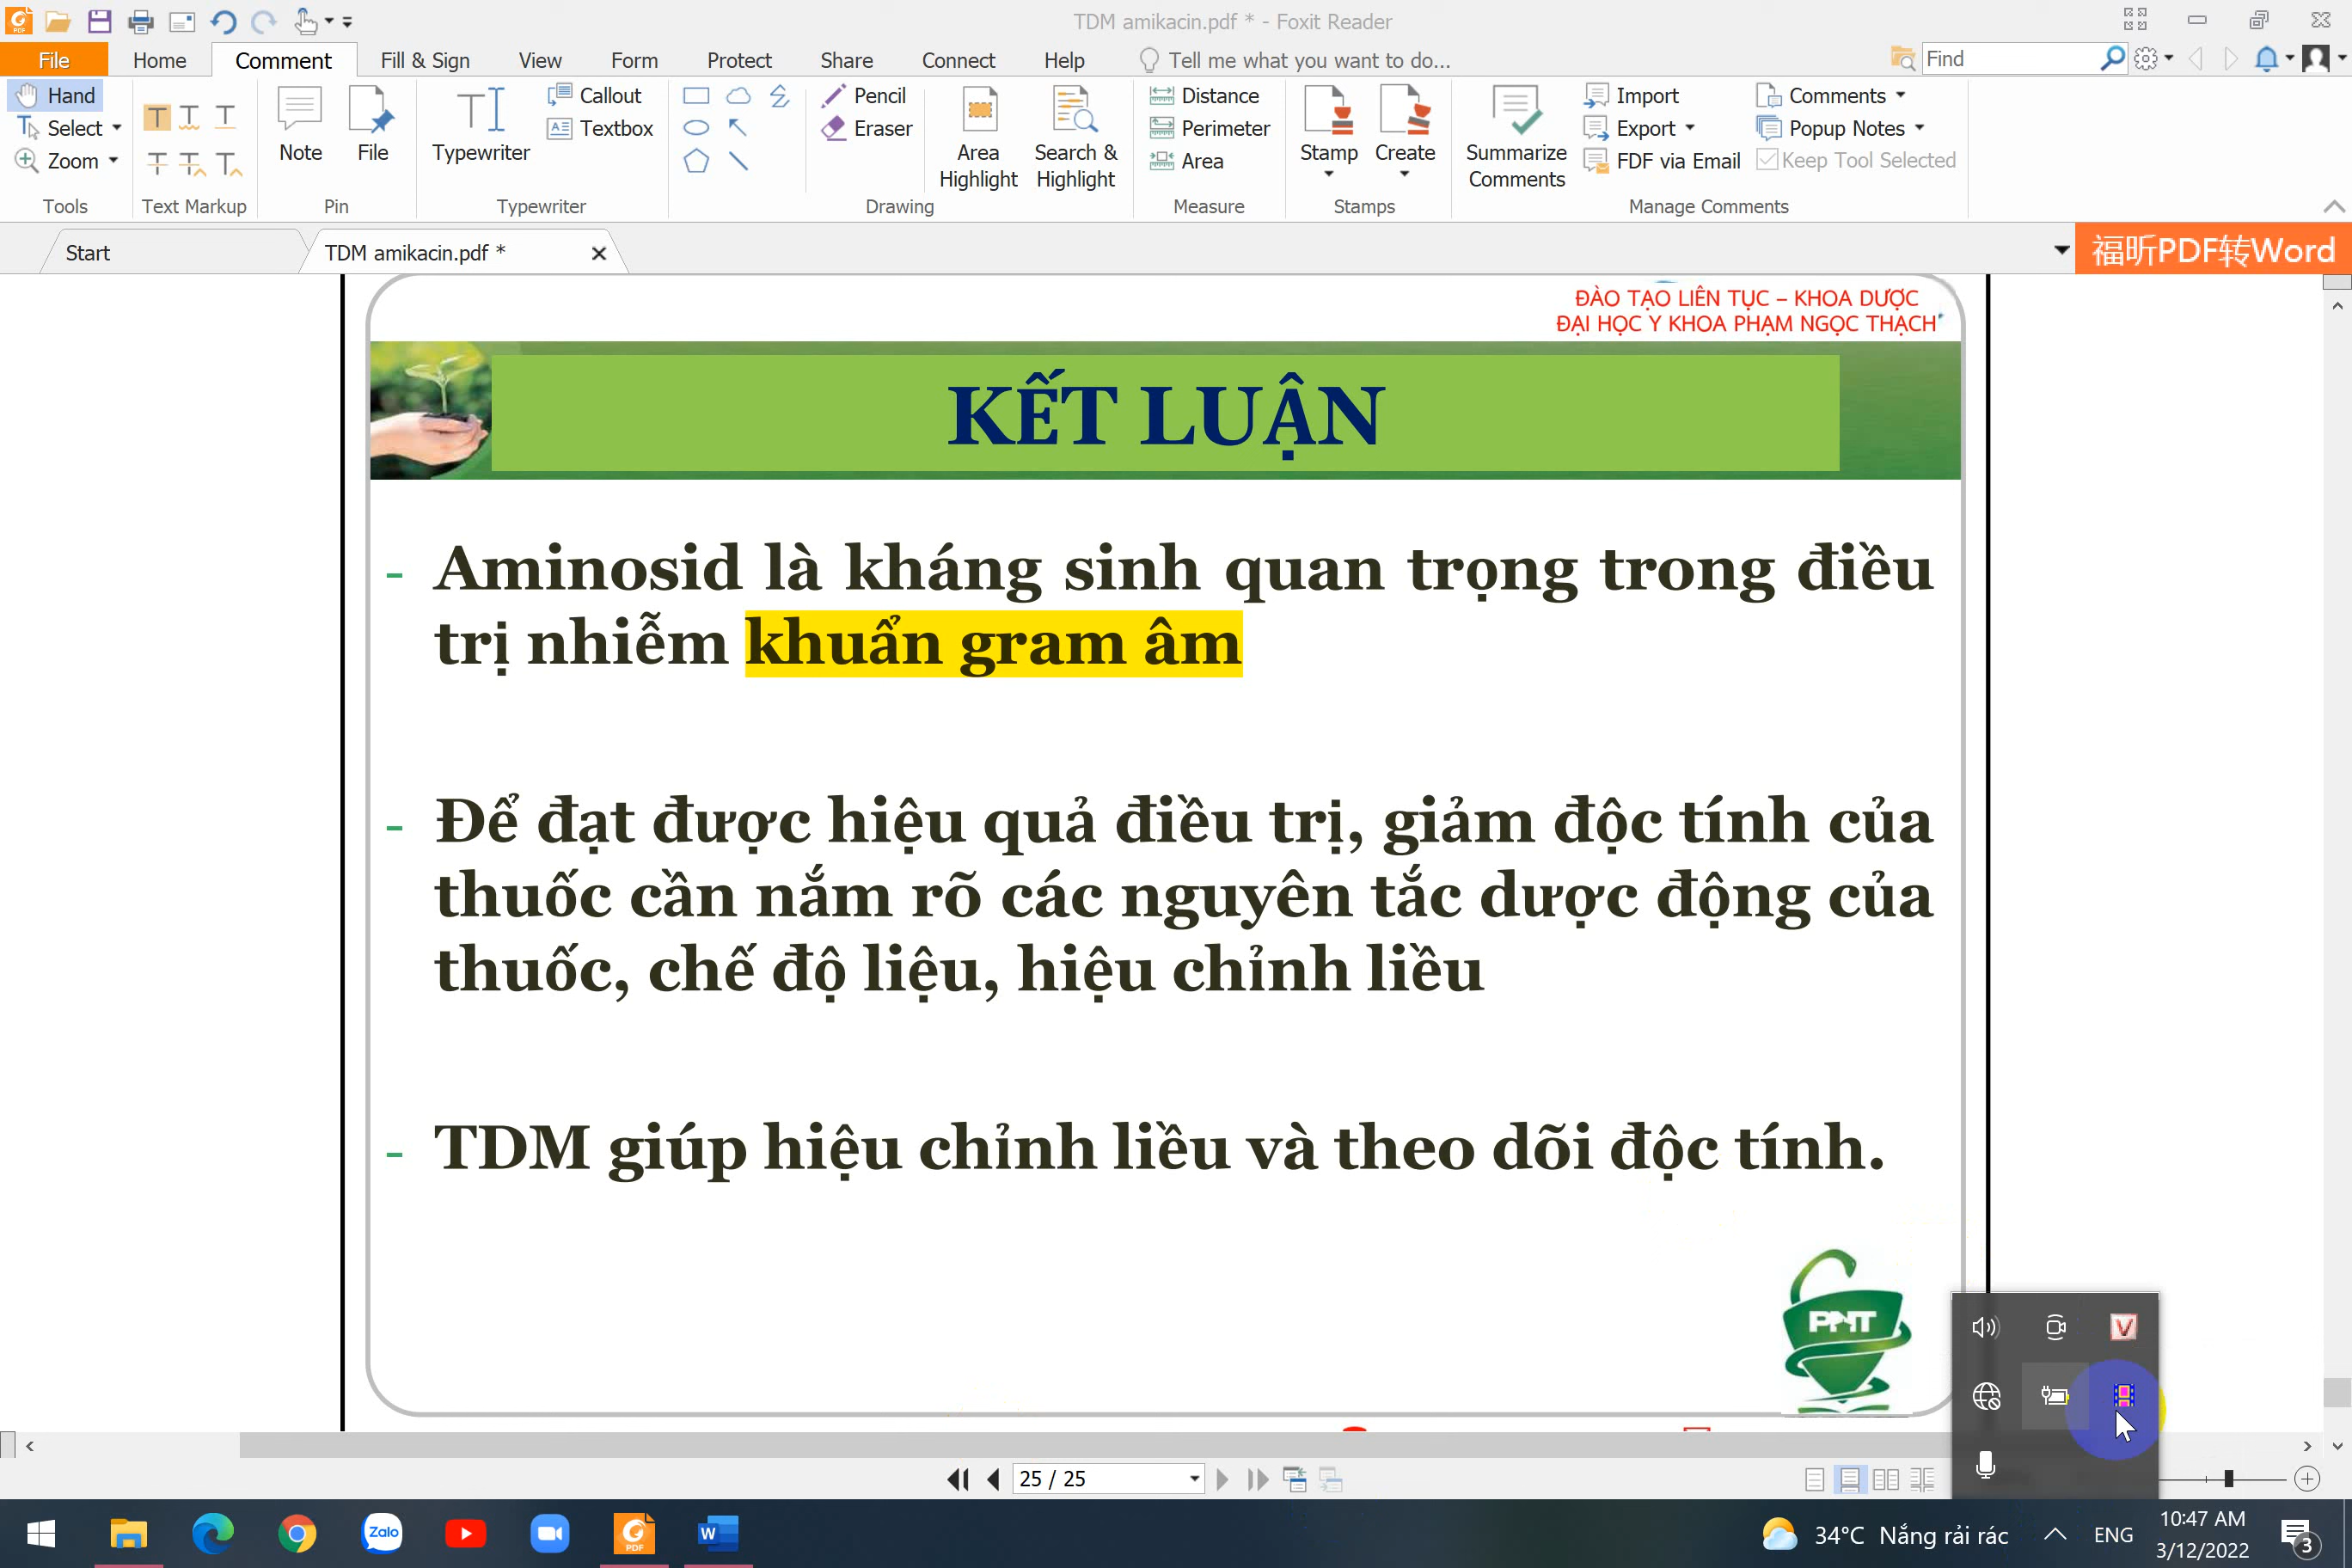 TDM amikacin.pdf * - Foxit Reader
File Home Comment Fill & Sign View Form Protect Share Connect Help Tell me what you want to do... Find
Hand
Select
Zoom
Tools
Text Markup
Note File
Pin
Typewriter
Callout
Textbox
Typewriter
Pencil
Eraser
Area Highlight
Search & Highlight
Drawing
Distance
Perimeter
Area
Measure
Stamp Create
Stamps
Summarize Comments
Import
Export
FDF via Email
Comments
Popup Notes
Keep Tool Selected
Manage Comments
Start TDM amikacin.pdf * 福昕PDF转Word
ĐÀO TẠO LIÊN TỤC – KHOA DƯỢC
ĐẠI HỌC Y KHOA PHẠM NGỌC THẠCH
KẾT LUẬN
- Aminosid là kháng sinh quan trọng trong điều
trị nhiễm khuẩn gram âm
- Để đạt được hiệu quả điều trị, giảm độc tính của
thuốc cần nắm rõ các nguyên tắc dược động của
thuốc, chế độ liệu, hiệu chỉnh liều
- TDM giúp hiệu chỉnh liều và theo dõi độc tính.
PNT
25 / 25
Zalo
34°C Nắng rải rác ENG
10:47 AM
3/12/2022
3